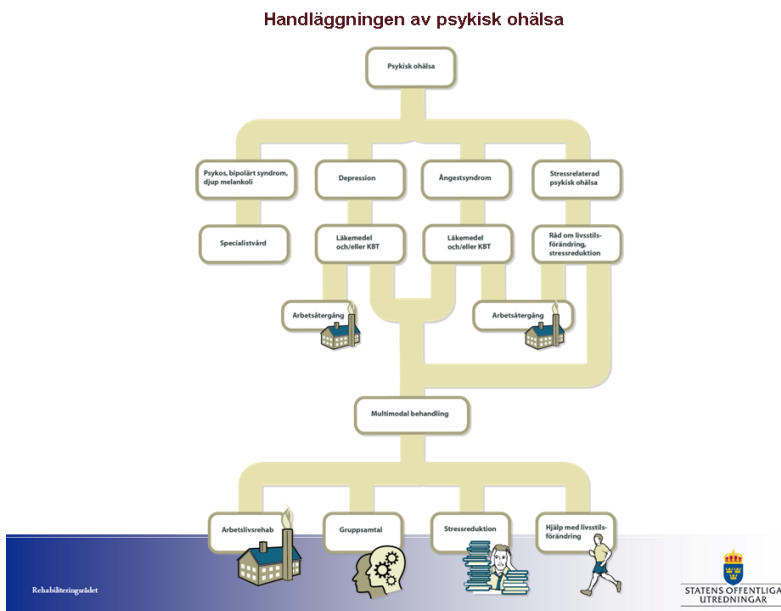 Handläggningen av psykisk ohälsa
Psykisk ohälsa
Psykos, bipolärt syndrom,
djup melankoli
Depression
Ångestsyndrom
Stressrelaterad
psykisk ohälsa
Specialistvård
Läkemedel
och/eller KBT
Läkemedel
och/eller KBT
Råd om livsstils-
förändring,
stressreduktion
Arbetsåtergång
Arbetsåtergång
Multimodal behandling
Arbetslivsrehab
Gruppsamtal
Stressreduktion
Hjälp med livsstils-
förändring
Rehabiliteringsrådet
STATENS OFFENTLIGA
UTREDNINGAR